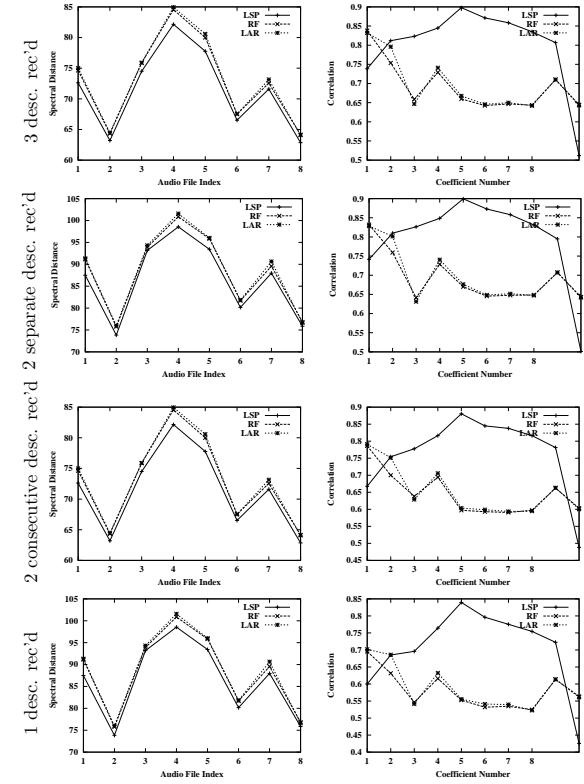 3 desc. rec'd
Spectral Distance
85
80
75
70
65
60
1 2 3 4 5 6 7 8
Audio File Index
LSP
RF
LAR
Correlation
0.9
0.85
0.8
0.75
0.7
0.65
0.6
0.55
0.5
1 2 3 4 5 6 7 8
Coefficient Number
LSP
RF
LAR
2 separate desc. rec'd
Spectral Distance
105
100
95
90
85
80
75
70
1 2 3 4 5 6 7 8
Audio File Index
LSP
RF
LAR
Correlation
0.9
0.85
0.8
0.75
0.7
0.65
0.6
0.55
0.5
1 2 3 4 5 6 7 8
Coefficient Number
LSP
RF
LAR
2 consecutive desc. rec'd
Spectral Distance
85
80
75
70
65
60
1 2 3 4 5 6 7 8
Audio File Index
LSP
RF
LAR
Correlation
0.9
0.8
0.7
0.6
0.5
0.4
1 2 3 4 5 6 7 8
Coefficient Number
LSP
RF
LAR
1 desc. rec'd
Spectral Distance
105
100
95
90
85
80
75
70
1 2 3 4 5 6 7 8
Audio File Index
LSP
RF
LAR
Correlation
0.85
0.8
0.75
0.7
0.65
0.6
0.55
0.5
0.45
0.4
1 2 3 4 5 6 7 8
Coefficient Number
LSP
RF
LAR